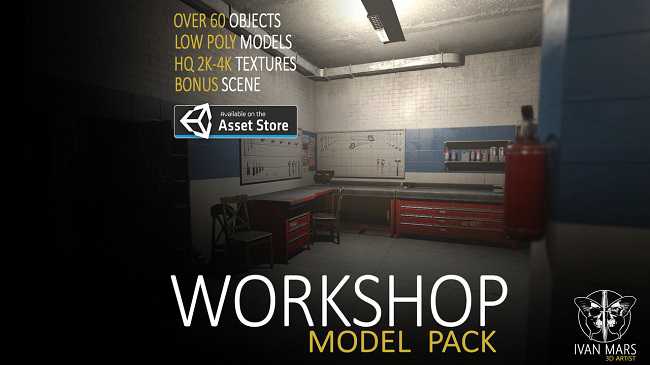 OVER 60 OBJECTS
LOW POLY MODELS
HQ 2K-4K TEXTURES
BONUS SCENE
Available on the
Asset Store
WORKSHOP
MODEL PACK
IVAN MARS
3D ARTIST